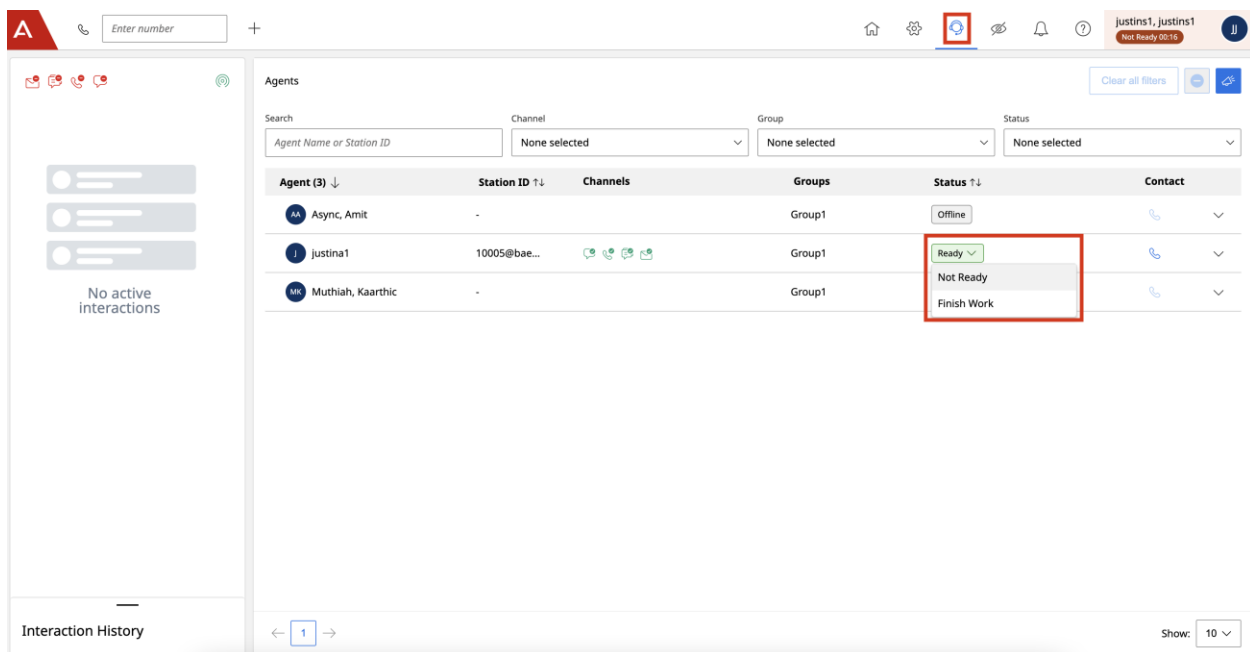 Enter number
justins1, justins1
Not Ready 00:16
JJ
Agents
Clear all filters
Search
Channel
Group
Status
Agent Name or Station ID
None selected
None selected
None selected
Agent (3)
Station ID
Channels
Groups
Status
Contact
AA
Async, Amit
-
Group1
Offline
J
justina1
10005@bae...
Group1
Ready
Not Ready
Finish Work
MK
Muthiah, Kaarthic
-
Group1
No active
interactions
Interaction History
1
Show:
10